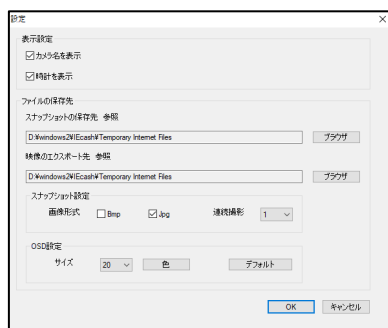 設定
表示設定
カメラ名を表示
時計を表示
ファイルの保存先
スナップショットの保存先 参照
D:¥windows2¥IEcash¥Temporary Internet Files
ブラウザ
映像のエクスポート先 参照
D:¥windows2¥IEcash¥Temporary Internet Files
ブラウザ
スナップショット設定
画像形式 Bmp Jpg 連続撮影 1
OSD設定
サイズ 20 色 デフォルト
OK キャンセル